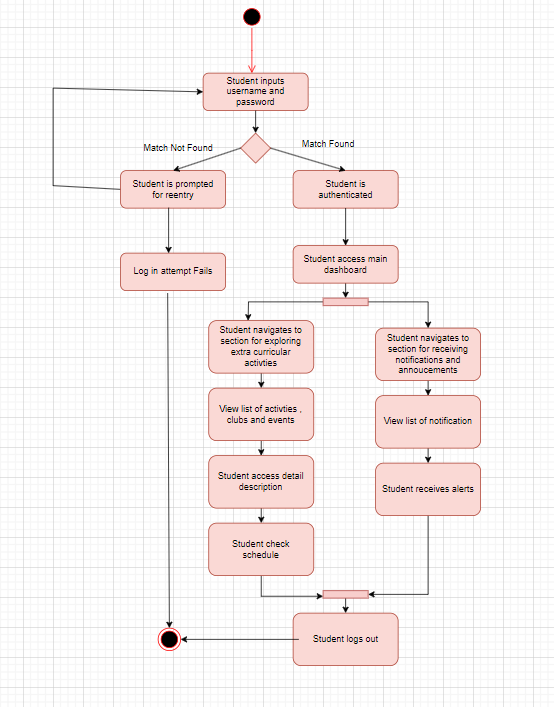 Student inputs
username and
password
Match Not Found
Match Found
Student is prompted
for reentry
Student is
authenticated
Log in attempt Fails
Student access main
dashboard
Student navigates to
section for exploring
extra curricular
activties
Student navigates to
section for receiving
notifications and
annoucements
View list of activties ,
clubs and events
View list of notification
Student access detail
description
Student receives alerts
Student check
schedule
Student logs out